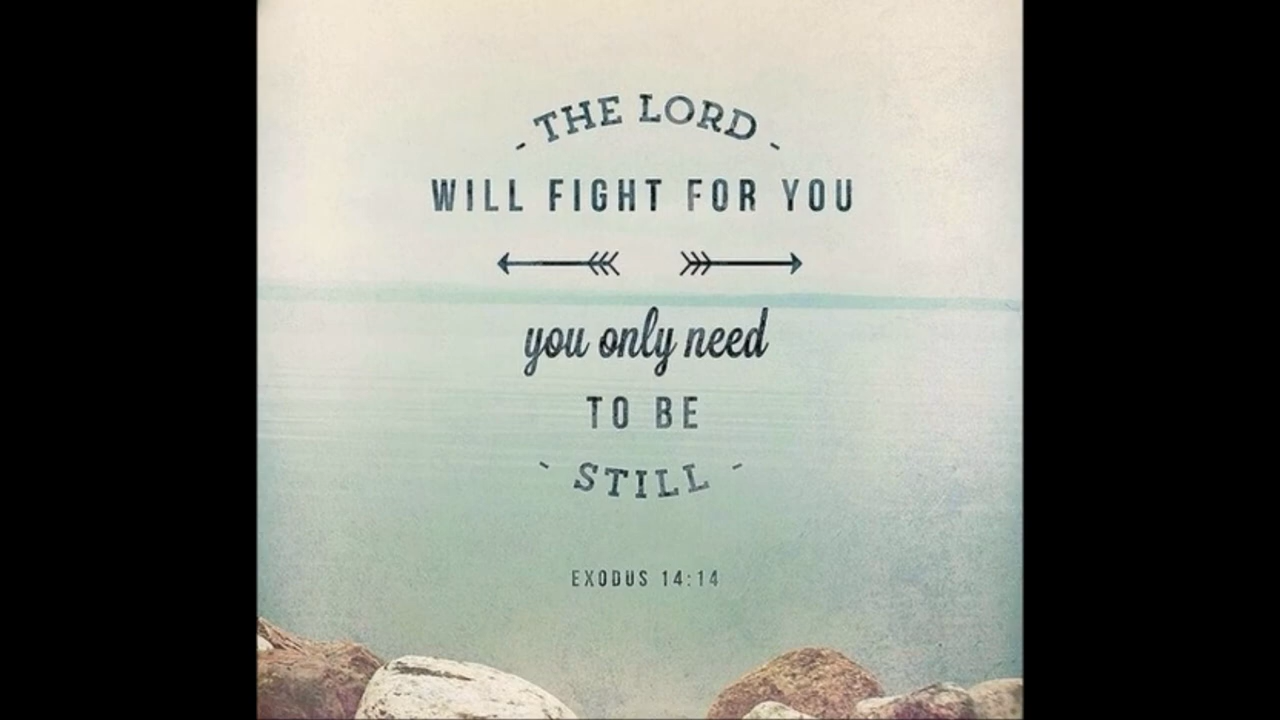 - THE LORD -
WILL FIGHT FOR YOU
you only need
TO BE
- STILL -
EXODUS 14:14